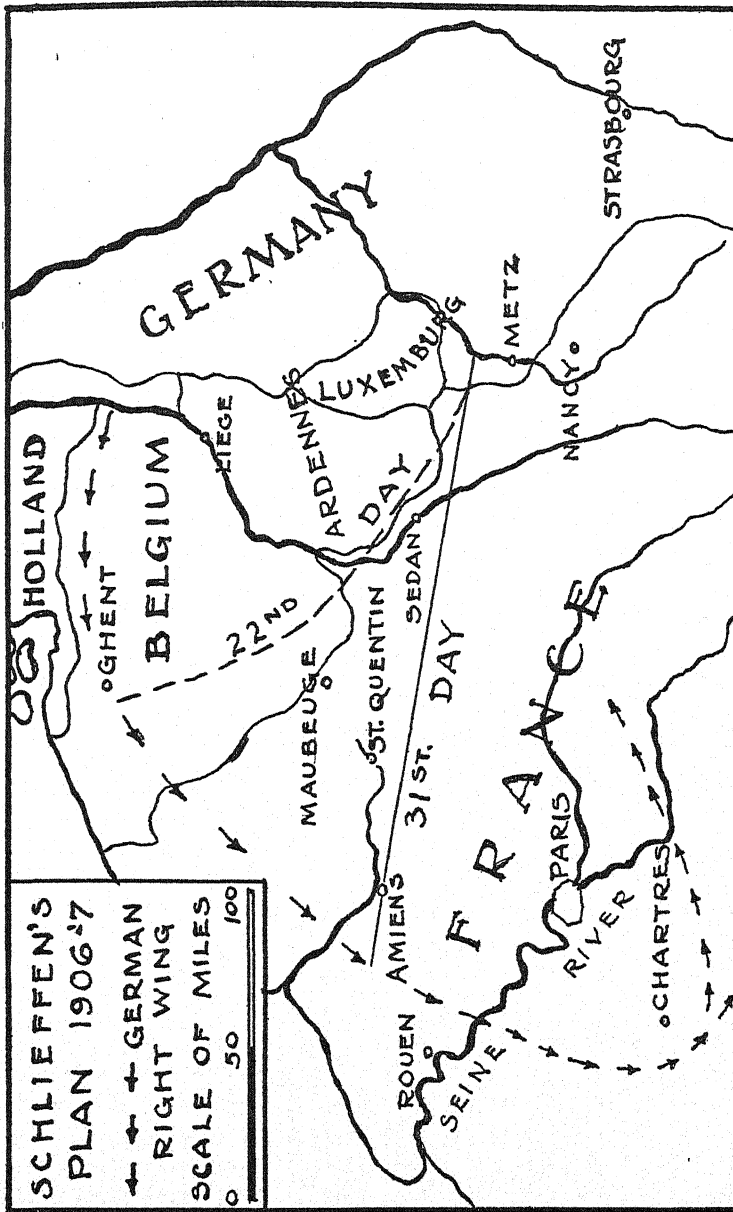 SCHLIEFFEN'S
PLAN 1906-'7
GERMAN
RIGHT WING
SCALE OF MILES
0 50 100
HOLLAND
GHENT
BELGIUM
LIEGE
GERMANY
ARDENNES
LUXEMBURG
22ND DAY
MAUBEUGE
ST. QUENTIN
SEDAN
METZ
NANCY
STRASBOURG
AMIENS
31ST. DAY
ROUEN
SEINE RIVER
PARIS
FRANCE
CHARTRES